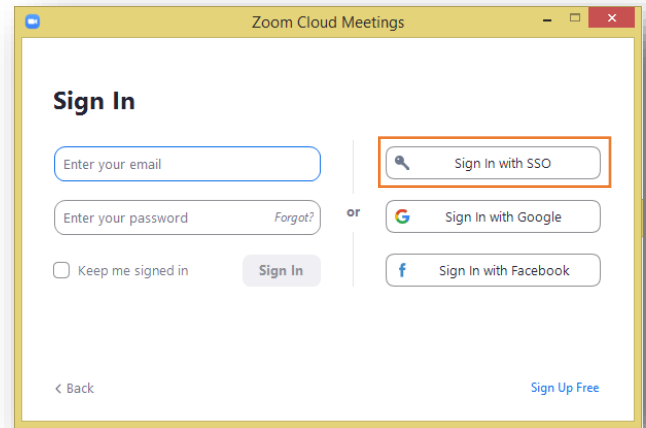 Zoom Cloud Meetings
Sign In
Enter your email
Sign In with SSO
Enter your password
Forgot?
or
Sign In with Google
Keep me signed in
Sign In
Sign In with Facebook
Back
Sign Up Free